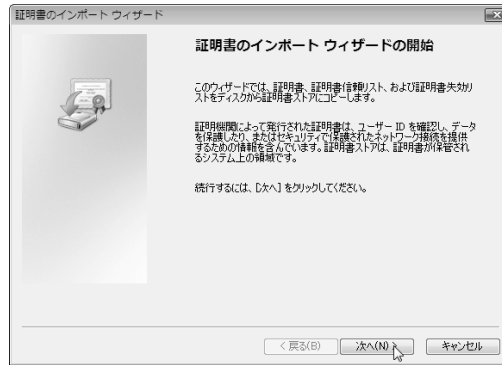 証明書のインポート ウィザード
証明書のインポート ウィザードの開始
このウィザードでは、証明書、証明書信頼リスト、および証明書失効リ
ストをディスクから証明書ストアにコピーします。
証明機関によって発行された証明書は、ユーザー ID を確認し、データ
を保護したり、またはセキュリティで保護されたネットワーク接続を提供
するための情報を含んでいます。証明書ストアは、証明書が保管され
るシステム上の領域です。
続行するには、[次へ] をクリックしてください。
< 戻る(B)
次へ(N) >
キャンセル